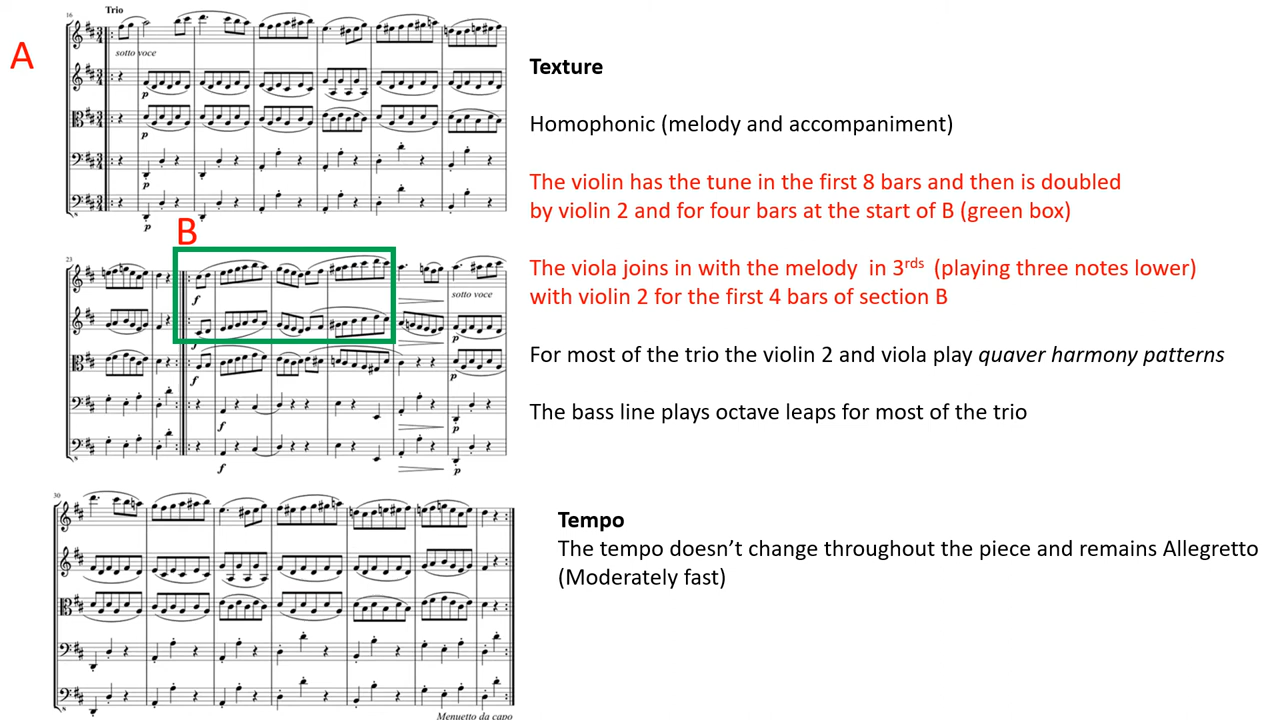 16
Trio
A
sotto voce
p
p
p
p
Texture
Homophonic (melody and accompaniment)
The violin has the tune in the first 8 bars and then is doubled
by violin 2 and for four bars at the start of B (green box)
The viola joins in with the melody  in 3rds  (playing three notes lower)
with violin 2 for the first 4 bars of section B
For most of the trio the violin 2 and viola play quaver harmony patterns
The bass line plays octave leaps for most of the trio
B
23
f
sotto voce
f
p
f
p
f
p
f
p
30
Menuetto da capo
Tempo
The tempo doesn’t change throughout the piece and remains Allegretto
(Moderately fast)